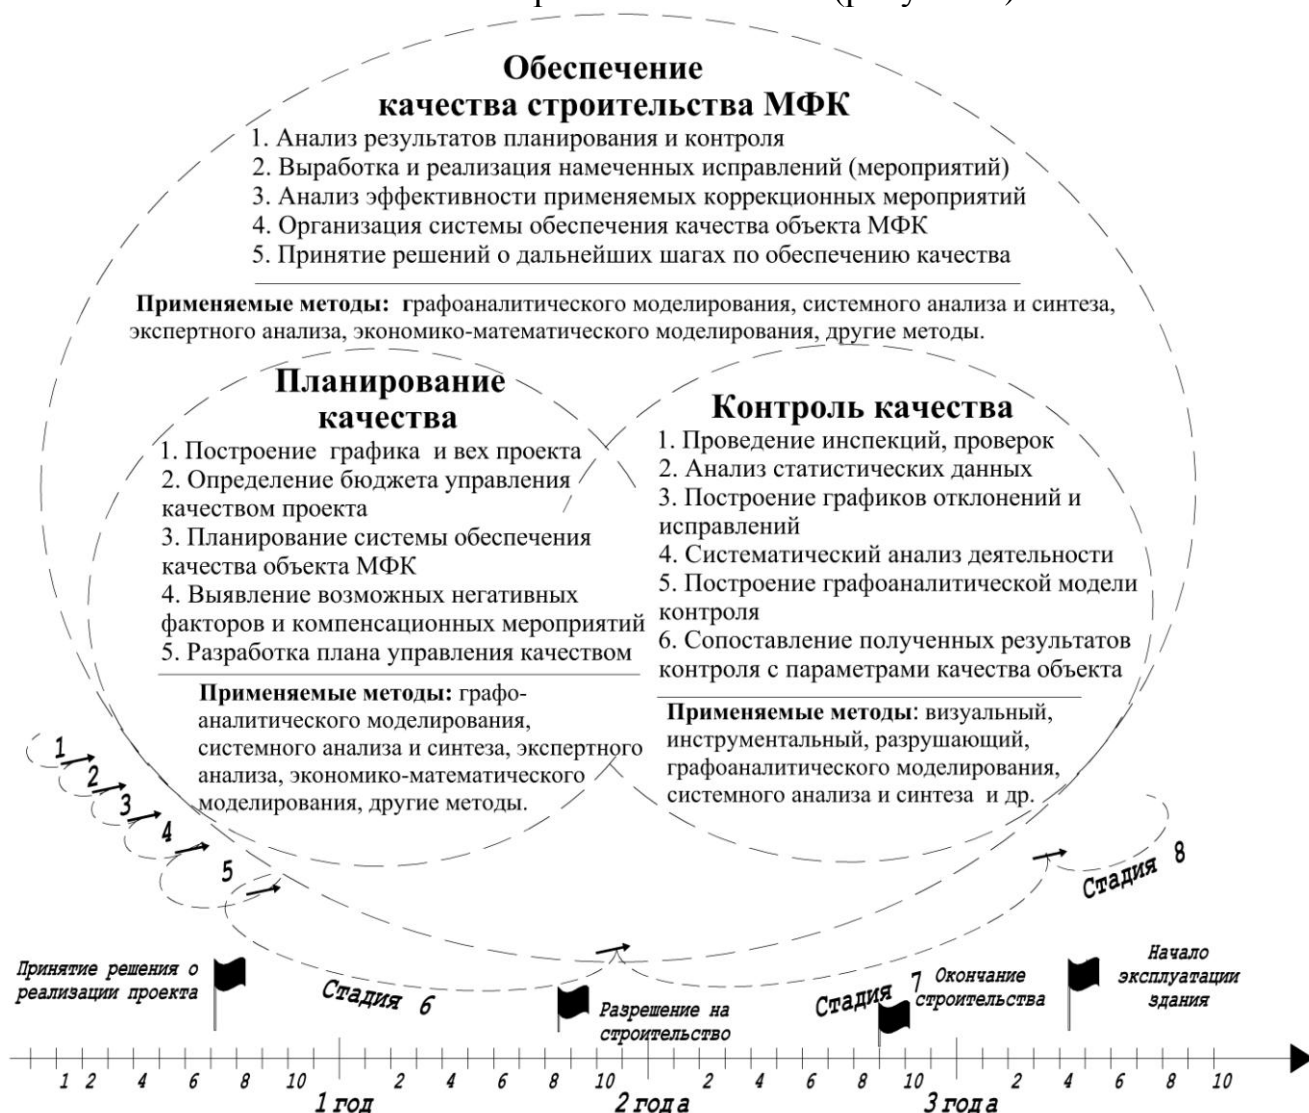 Обеспечение
качества строительства МФК
1. Анализ результатов планирования и контроля
2. Выработка и реализация намеченных исправлений (мероприятий)
3. Анализ эффективности применяемых коррекционных мероприятий
4. Организация системы обеспечения качества объекта МФК
5. Принятие решений о дальнейших шагах по обеспечению качества
Применяемые методы: графоаналитического моделирования, системного анализа и синтеза,
экспертного анализа, экономико-математического моделирования, другие методы.
Планирование
качества
1. Построение графика и вех проекта
2. Определение бюджета управления
качеством проекта
3. Планирование системы обеспечения
качества объекта МФК
4. Выявление возможных негативных
факторов и компенсационных мероприятий
5. Разработка плана управления качеством
Применяемые методы: графо-
аналитического моделирования,
системного анализа и синтеза, экспертного
анализа, экономико-математического
моделирования, другие методы.
Контроль качества
1. Проведение инспекций, проверок
2. Анализ статистических данных
3. Построение графиков отклонений и
исправлений
4. Систематический анализ деятельности
5. Построение графоаналитической модели
контроля
6. Сопоставление полученных результатов
контроля с параметрами качества объекта
Применяемые методы: визуальный,
инструментальный, разрушающий,
графоаналитического моделирования,
системного анализа и синтеза и др.
1
2
3
4
5
Стадия 6
Стадия 7
Стадия 8
Принятие решения о
реализации проекта
Разрешение на
строительство
Окончание
строительства
Начало
эксплуатации
здания
1 2 4 6 8 10 2 4 6 8 10 2 4 6 8 10 2 4 6 8 10
1 год 2 года 3 года